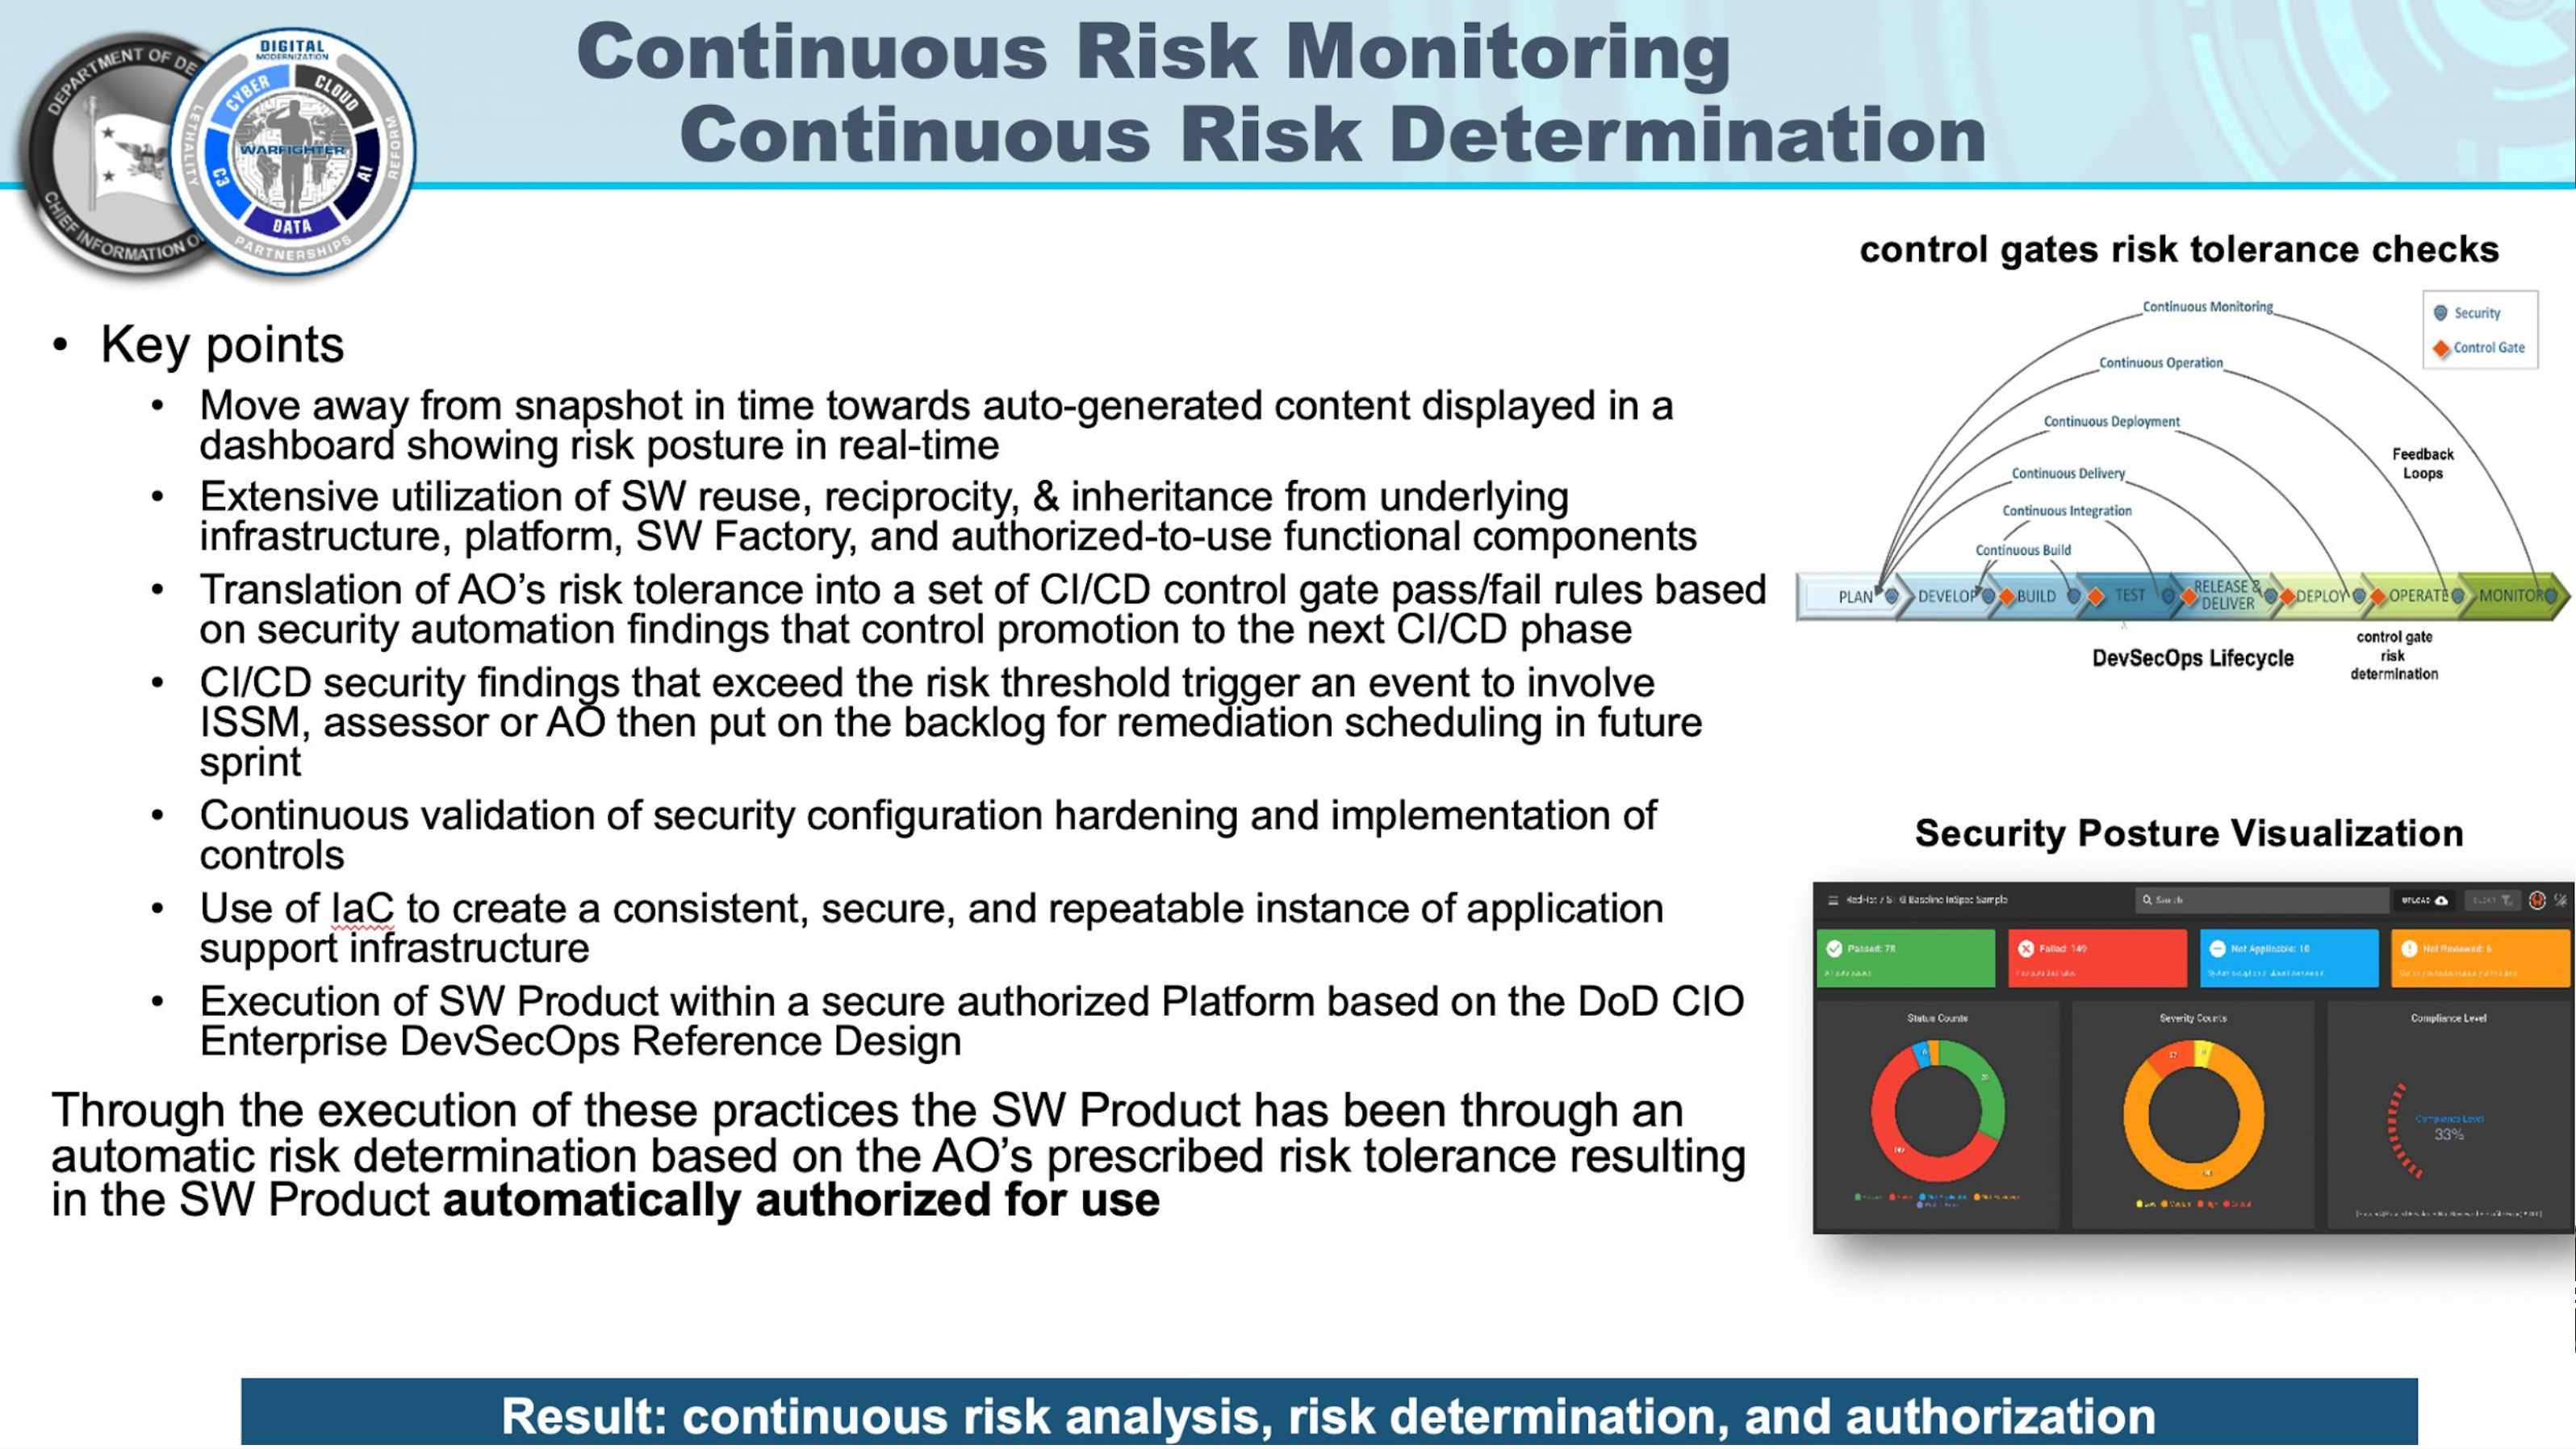 Continuous Risk Monitoring
Continuous Risk Determination
DEPARTMENT OF DE
CHIEF INFORMATION O
DIGITAL
MODERNIZATION
CYBER
CLOUD
LETHALITY
REFORM
WARFIGHTER
C3
AI
DATA
PARTNERSHIPS
• Key points
• Move away from snapshot in time towards auto-generated content displayed in a
dashboard showing risk posture in real-time
• Extensive utilization of SW reuse, reciprocity, & inheritance from underlying
infrastructure, platform, SW Factory, and authorized-to-use functional components
• Translation of AO’s risk tolerance into a set of CI/CD control gate pass/fail rules based
on security automation findings that control promotion to the next CI/CD phase
• CI/CD security findings that exceed the risk threshold trigger an event to involve
ISSM, assessor or AO then put on the backlog for remediation scheduling in future
sprint
• Continuous validation of security configuration hardening and implementation of
controls
• Use of IaC to create a consistent, secure, and repeatable instance of application
support infrastructure
• Execution of SW Product within a secure authorized Platform based on the DoD CIO
Enterprise DevSecOps Reference Design
Through the execution of these practices the SW Product has been through an
automatic risk determination based on the AO’s prescribed risk tolerance resulting
in the SW Product automatically authorized for use
control gates risk tolerance checks
Security
Control Gate
Continuous Monitoring
Continuous Operation
Continuous Deployment
Continuous Delivery
Continuous Integration
Continuous Build
Feedback
Loops
PLAN
DEVELOP
BUILD
TEST
RELEASE &
DELIVER
DEPLOY
OPERATE
MONITOR
DevSecOps Lifecycle
control gate
risk
determination
Security Posture Visualization
Baseline InSpec Sample
Search
UPLOAD
Passed: 78
Failed: 149
Not Applicable: 18
Not Reviewed: 6
Status Counts
Severity Counts
Compliance Level
149
Compliance Level
33%
Result: continuous risk analysis, risk determination, and authorization